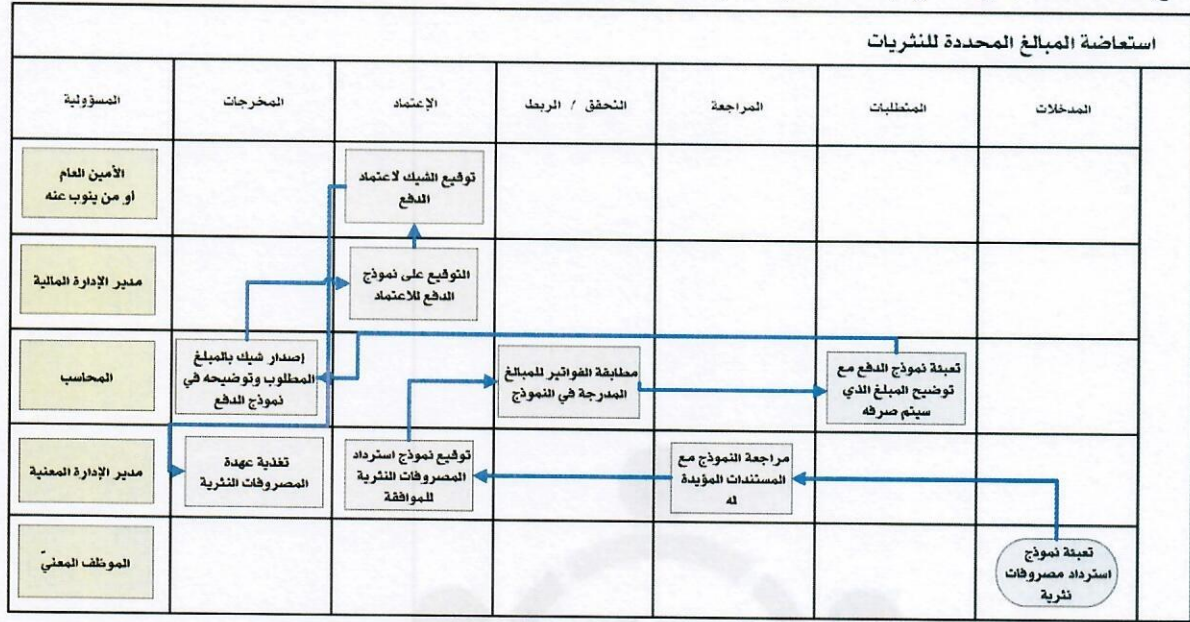 استعاضة المبالغ المحددة للنثريات
المدخلات
المتطلبات
المراجعة
التحقق / الربط
الإعتماد
المخرجات
المسؤولية
توقيع الشيك لاعتماد
الدفع
الأمين العام
او من ينوب عنه
التوقيع على نموذج
الدفع للاعتماد
مدير الإدارة المالية
تعبئة نموذج الدفع مع
توضيح المبلغ الذي
سيتم صرفه
مطابقة الفواتير للمبالغ
المدرجة في النموذج
إصدار شيك بالمبلغ
المطلوب وتوضيحه في
نموذج الدفع
المحاسب
مراجعة النموذج مع
المستندات المؤيدة
له
توقيع نموذج استرداد
المصروفات النثرية
للموافقة
تغذية عهدة
المصروفات النثرية
مدير الإدارة المعنية
تعبئة نموذج
استرداد مصروفات
نثرية
الموظف المعنيّ